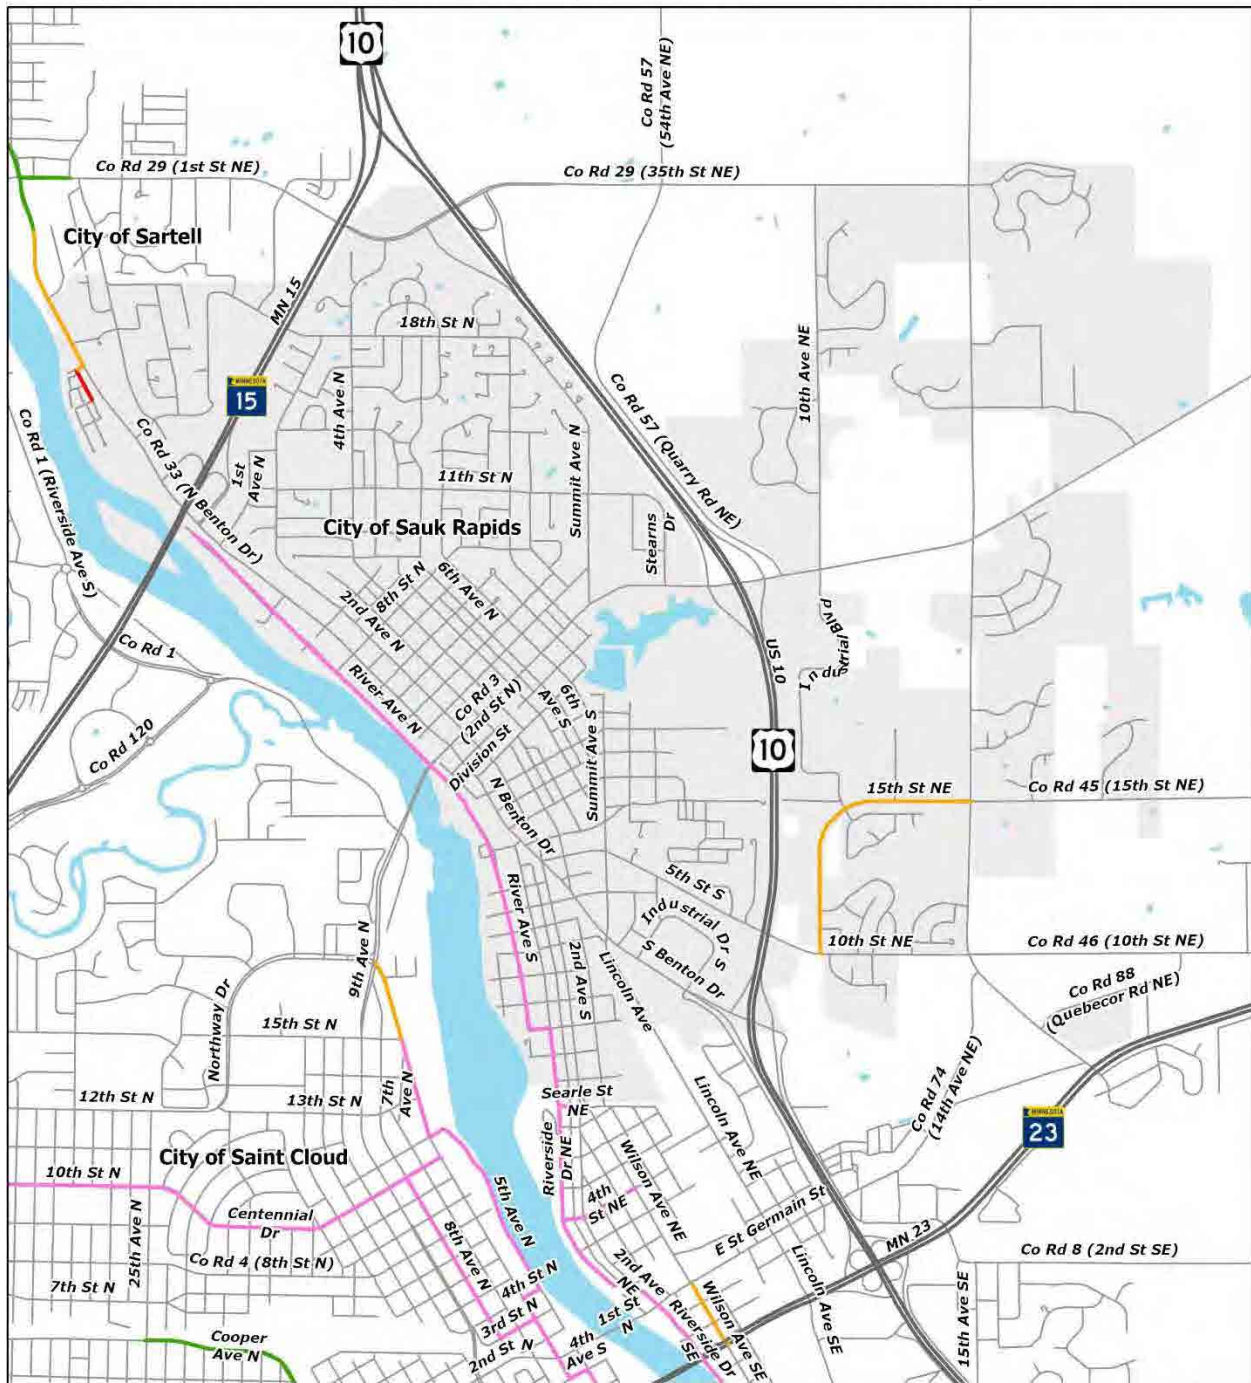 10
Co Rd 57
(54th Ave NE)
Co Rd 29 (1st St NE)
Co Rd 29 (35th St NE)
City of Sartell
MN 15
18th St N
10th Ave NE
MINNESOTA
15
4th Ave N
Co Rd 57 (Quarry Rd NE)
Co Rd 1 (Riverside Ave S)
Co Rd 33 (N Benton Dr)
1st
Ave N
11th St N
Summit Ave N
City of Sauk Rapids
Stearns
Dr
8th St N
6th Ave N
2nd Ave N
Industrial Blvd
Co Rd 1
US 10
River Ave N
Co Rd 3
(2nd St N)
6th
Ave S
Division St
Co Rd 120
10
Summit Ave S
N Benton Dr
15th St NE
Co Rd 45 (15th St NE)
5th St S
River Ave S
Industrial Dr S
2nd Ave S
10th St NE
Co Rd 46 (10th St NE)
S Benton Dr
Lincoln Ave
9th Ave N
Co Rd 88
(Quebecor Rd NE)
Northway Dr
15th St N
12th St N
13th St N
7th
Ave N
Searle St
NE
Lincoln Ave NE
Co Rd 74
(14th Ave NE)
MINNESOTA
23
City of Saint Cloud
Riverside
Dr NE
Wilson Ave NE
10th St N
4th
St NE
Centennial
Dr
5th Ave N
25th Ave N
8th Ave N
E St Germain St
MN 23
Co Rd 4 (8th St N)
Co Rd 8 (2nd St SE)
7th St N
4th St N
2nd Ave
NE
Lincoln Ave SE
3rd St N
1st St
N
Wilson Ave SE
15th Ave SE
Cooper
Ave N
2nd St N
4th
Ave S
Riverside Dr
SE